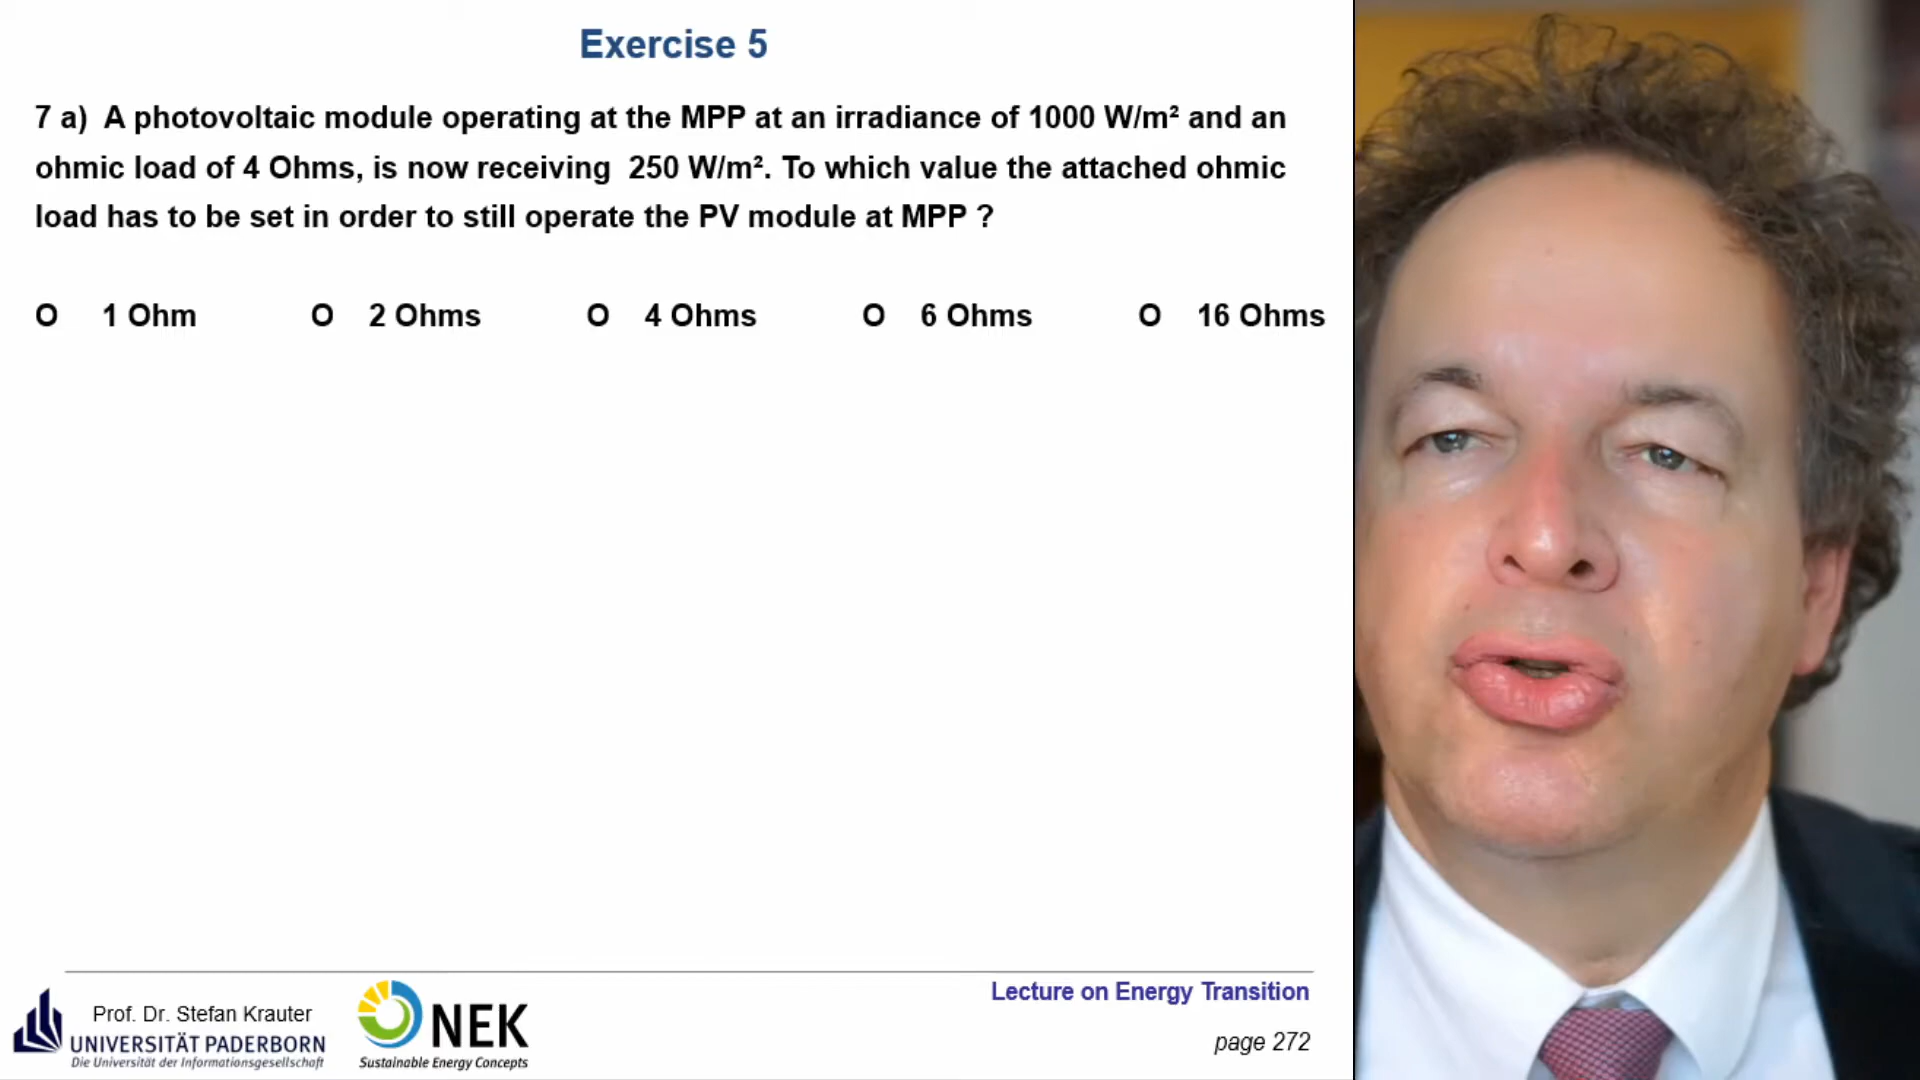 Exercise 5
7 a) A photovoltaic module operating at the MPP at an irradiance of 1000 W/m² and an
ohmic load of 4 Ohms, is now receiving 250 W/m². To which value the attached ohmic
load has to be set in order to still operate the PV module at MPP ?
O 1 Ohm O 2 Ohms O 4 Ohms O 6 Ohms O 16 Ohms
Prof. Dr. Stefan Krauter
UNIVERSITÄT PADERBORN
Die Universität der Informationsgesellschaft
NEK
Sustainable Energy Concepts
Lecture on Energy Transition
page 272